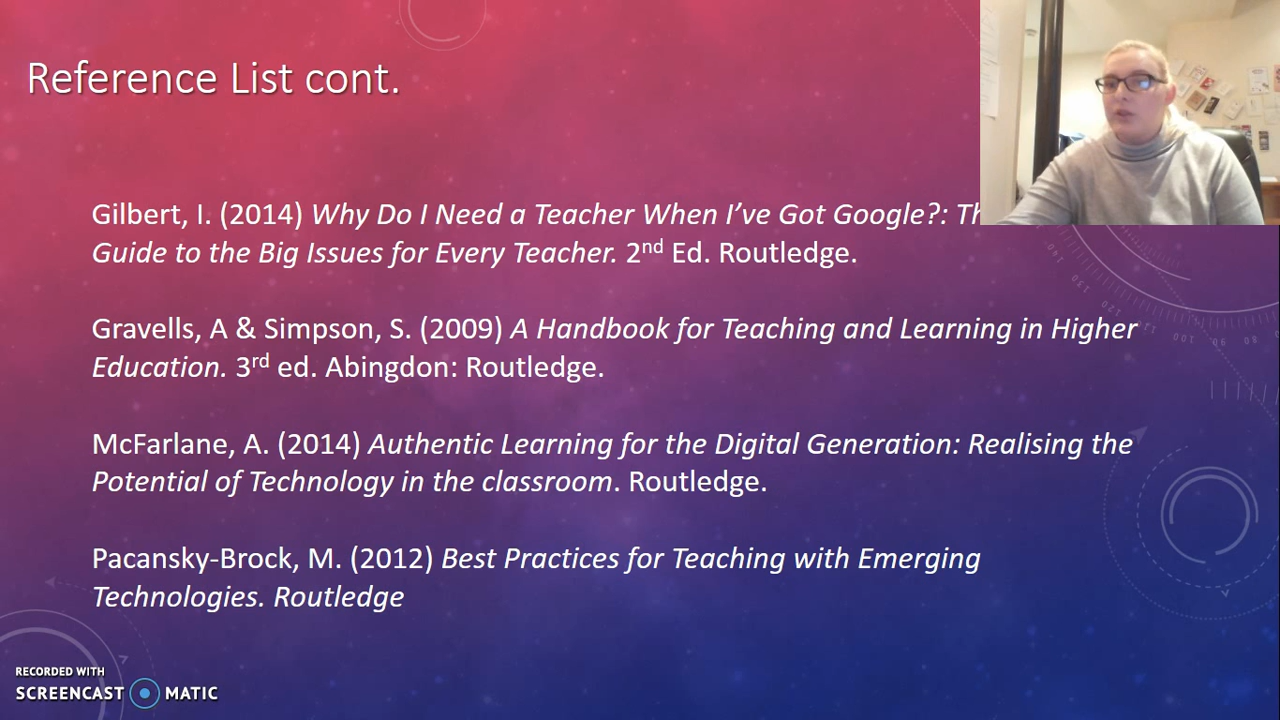 Reference List cont.
Gilbert, I. (2014) Why Do I Need a Teacher When I’ve Got Google?:
Guide to the Big Issues for Every Teacher. 2nd Ed. Routledge.
Gravells, A & Simpson, S. (2009) A Handbook for Teaching and Learning in Higher
Education. 3rd ed. Abingdon: Routledge.
McFarlane, A. (2014) Authentic Learning for the Digital Generation: Realising the
Potential of Technology in the classroom. Routledge.
Pacansky-Brock, M. (2012) Best Practices for Teaching with Emerging
Technologies. Routledge
RECORDED WITH
SCREENCAST MATIC